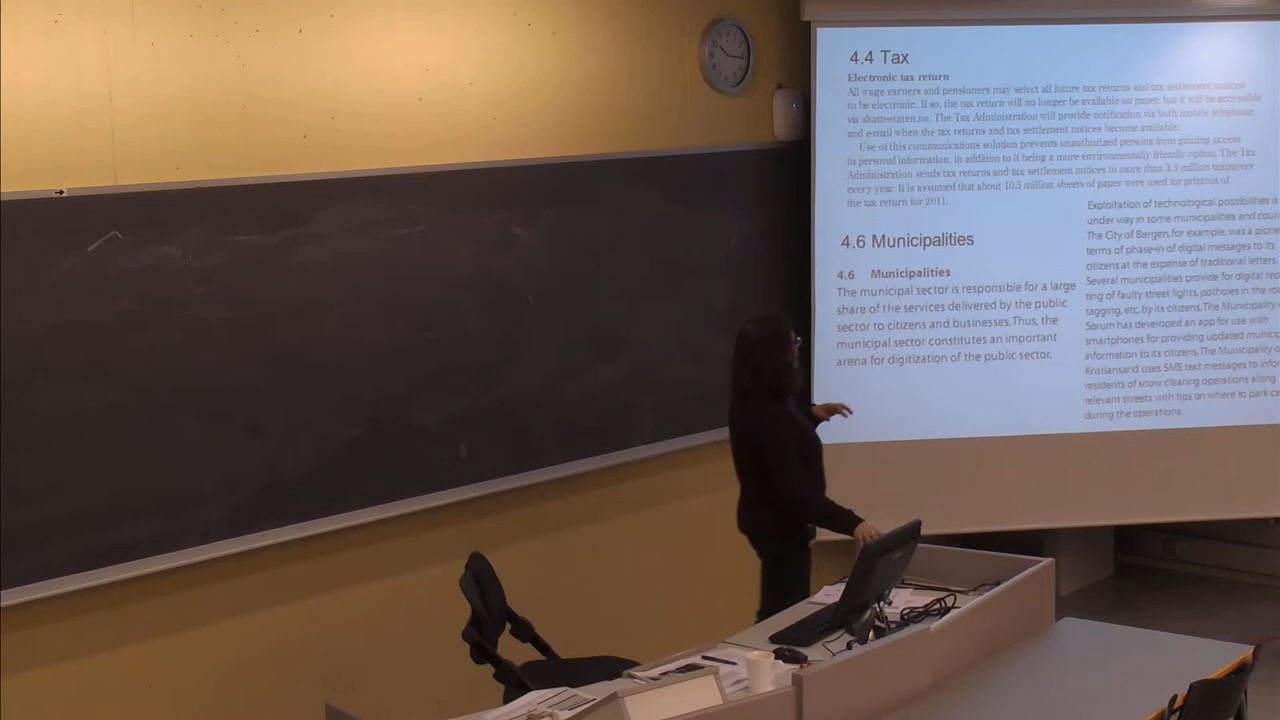 4.4 Tax
Electronic tax return
All wage earners and pensioners may select all future tax returns and tax settlement notices
to be electronic. If so, the tax return will no longer be available on paper, but it will be accessible
via skatteetaten.no. The Tax Administration will provide notification via both mobile telephone
and e-mail when the tax returns and tax settlement notices become available.
Use of this communications solution prevents unauthorized persons from gaining access
to personal information, in addition to it being a more environmentally friendly option. The Tax
Administration sends tax returns and tax settlement notices to more than 3.5 million taxpayers
every year. It is assumed that about 10.5 million sheets of paper were used for printout of
the tax return for 2011.
4.6 Municipalities
4.6 Municipalities
The municipal sector is responsible for a large
share of the services delivered by the public
sector to citizens and businesses. Thus, the
municipal sector constitutes an important
arena for digitization of the public sector.
Exploitation of technological possibilities is
under way in some municipalities and coun
The City of Bergen, for example, was a pione
terms of phase-in of digital messages to its
citizens at the expense of traditional letters.
Several municipalities provide for digital rep
ting of faulty street lights, potholes in the roa
tagging, etc. by its citizens. The Municipality
Sørum has developed an app for use with
smartphones for providing updated municip
information to its citizens. The Municipality o
Kristiansand uses SMS text messages to infor
residents of snow clearing operations along
relevant streets with tips on where to park ca
during the operations.